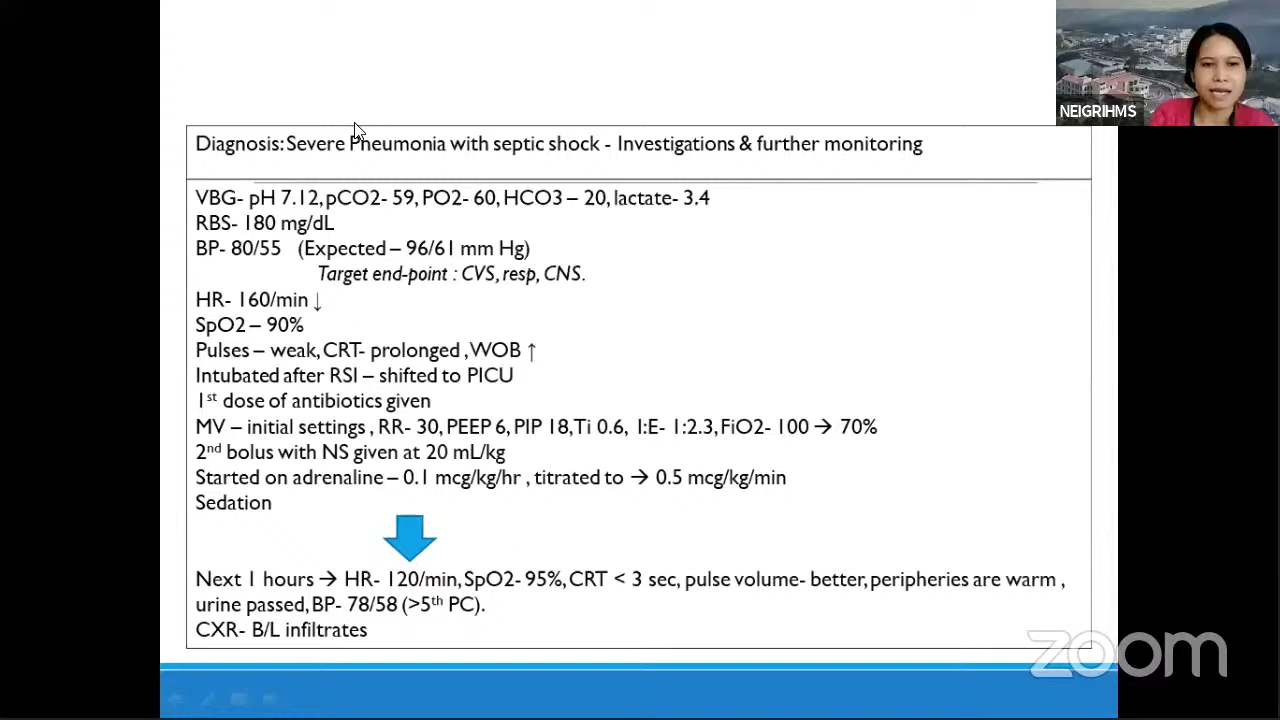 NEIGRIHMS
Diagnosis: Severe Pneumonia with septic shock - Investigations & further monitoring
VBG- pH 7.12, pCO2- 59, PO2- 60, HCO3 – 20, lactate- 3.4
RBS- 180 mg/dL
BP- 80/55 (Expected – 96/61 mm Hg)
Target end-point : CVS, resp, CNS.
HR- 160/min ↓
SpO2 – 90%
Pulses – weak, CRT- prolonged , WOB ↑
Intubated after RSI – shifted to PICU
1st dose of antibiotics given
MV – initial settings , RR- 30, PEEP 6, PIP 18, Ti 0.6, I:E- 1:2.3, FiO2- 100 → 70%
2nd bolus with NS given at 20 mL/kg
Started on adrenaline – 0.1 mcg/kg/hr , titrated to → 0.5 mcg/kg/min
Sedation
Next 1 hours → HR- 120/min, SpO2- 95%, CRT < 3 sec, pulse volume- better, peripheries are warm ,
urine passed, BP- 78/58 (>5th PC).
CXR- B/L infiltrates
zoom